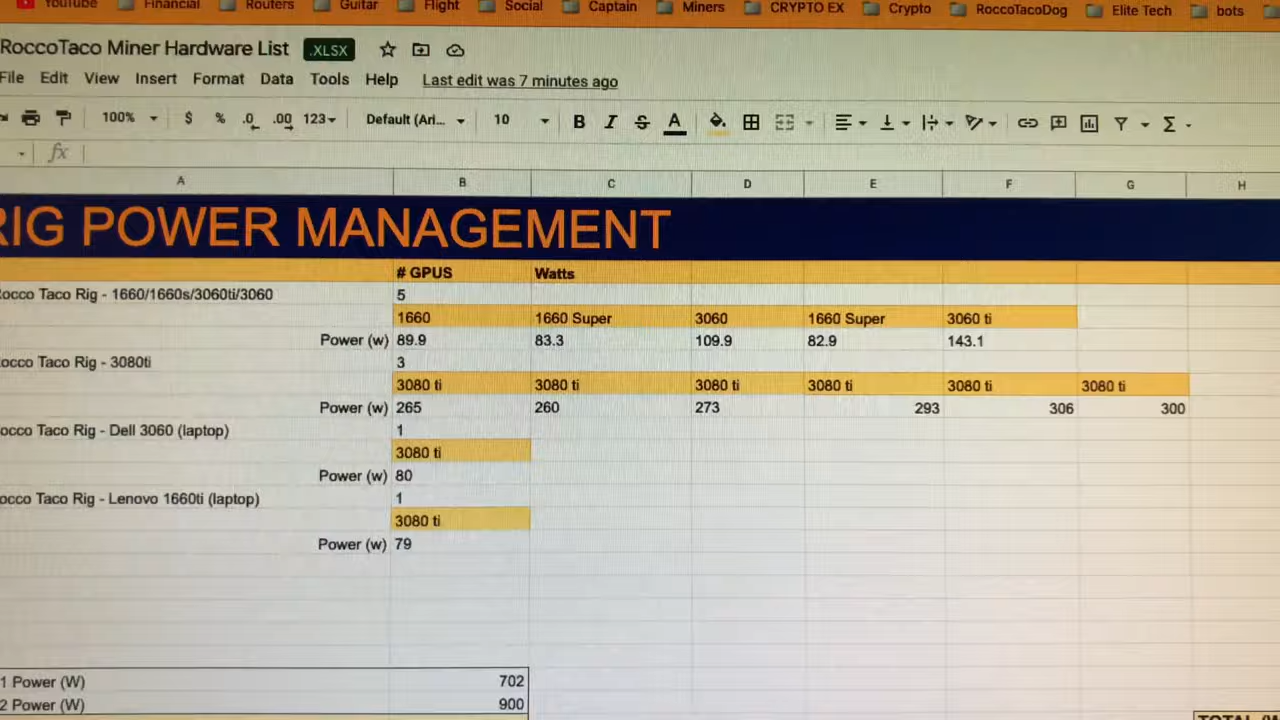 YouTube Financial Routers Guitar Flight Social Captain Miners CRYPTO EX Crypto RoccoTacoDog Elite Tech bots
RoccoTaco Miner Hardware List .XLSX
File Edit View Insert Format Data Tools Help Last edit was 7 minutes ago
100% $ % .0 .00 123 Default (Ari... 10 B I S A
fx
A B C D E F G H
RIG POWER MANAGEMENT
# GPUS Watts
Rocco Taco Rig - 1660/1660s/3060ti/3060 5
1660 1660 Super 3060 1660 Super 3060 ti
Power (w) 89.9 83.3 109.9 82.9 143.1
occo Taco Rig - 3080ti 3
3080 ti 3080 ti 3080 ti 3080 ti 3080 ti 3080 ti
Power (w) 265 260 273 293 306 300
occo Taco Rig - Dell 3060 (laptop) 1
3080 ti
Power (w) 80
occo Taco Rig - Lenovo 1660ti (laptop) 1
3080 ti
Power (w) 79
1 Power (W) 702
2 Power (W) 900